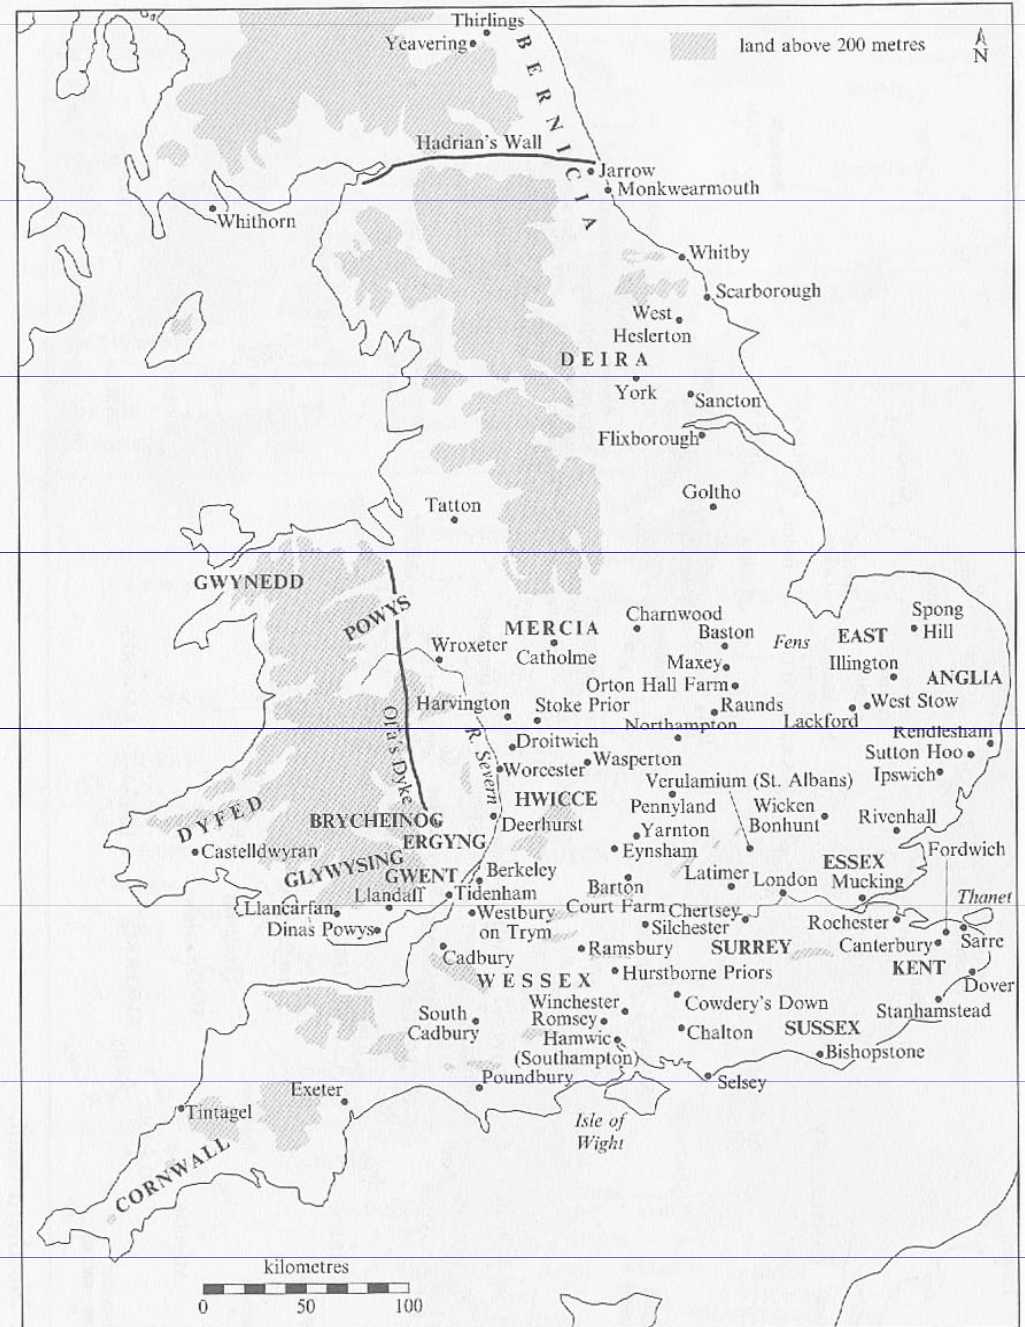 Thirlings
Yeavering
BERNICIA
land above 200 metres
N
Hadrian's Wall
Jarrow
Monkwearmouth
Whithorn
Whitby
Scarborough
West
Heslerton
DEIRA
York
Sancton
Flixborough
Goltho
Tatton
GWYNEDD
POWYS
Charnwood
Spong
Hill
MERCIA
Baston
Fens
EAST
Wroxeter
Catholme
Maxey
Illington
ANGLIA
Orton Hall Farm
Harvington
Stoke Prior
Raunds
West Stow
Lackford
Northampton
Offa's Dyke
R. Severn
Droitwich
Rendlesham
Sutton Hoo
Worcester
Wasperton
Ipswich
Verulamium (St. Albans)
HWICCE
Pennyland
Wicken
Bonhunt
DYFED
BRYCHEINOG
Deerhurst
Rivenhall
Yarnton
ERGYNG
Castelldwyran
Eynsham
Fordwich
GLYWYSING
GWENT
Berkeley
ESSEX
Latimer
London
Mucking
Barton
Court Farm
Llandaff
Tidenham
Thanet
Llancarfan
Westbury
on Trym
Chertsey
Silchester
Rochester
Dinas Powys
Canterbury
Sarre
Cadbury
Ramsbury
SURREY
KENT
WESSEX
Hurstborne Priors
Dover
Winchester
Cowdery's Down
Stanhamstead
South
Cadbury
Romsey
Hamwic
(Southampton)
Chalton
SUSSEX
Bishopstone
Poundbury
Selsey
Exeter
Tintagel
Isle of
Wight
CORNWALL
kilometres
0 50 100